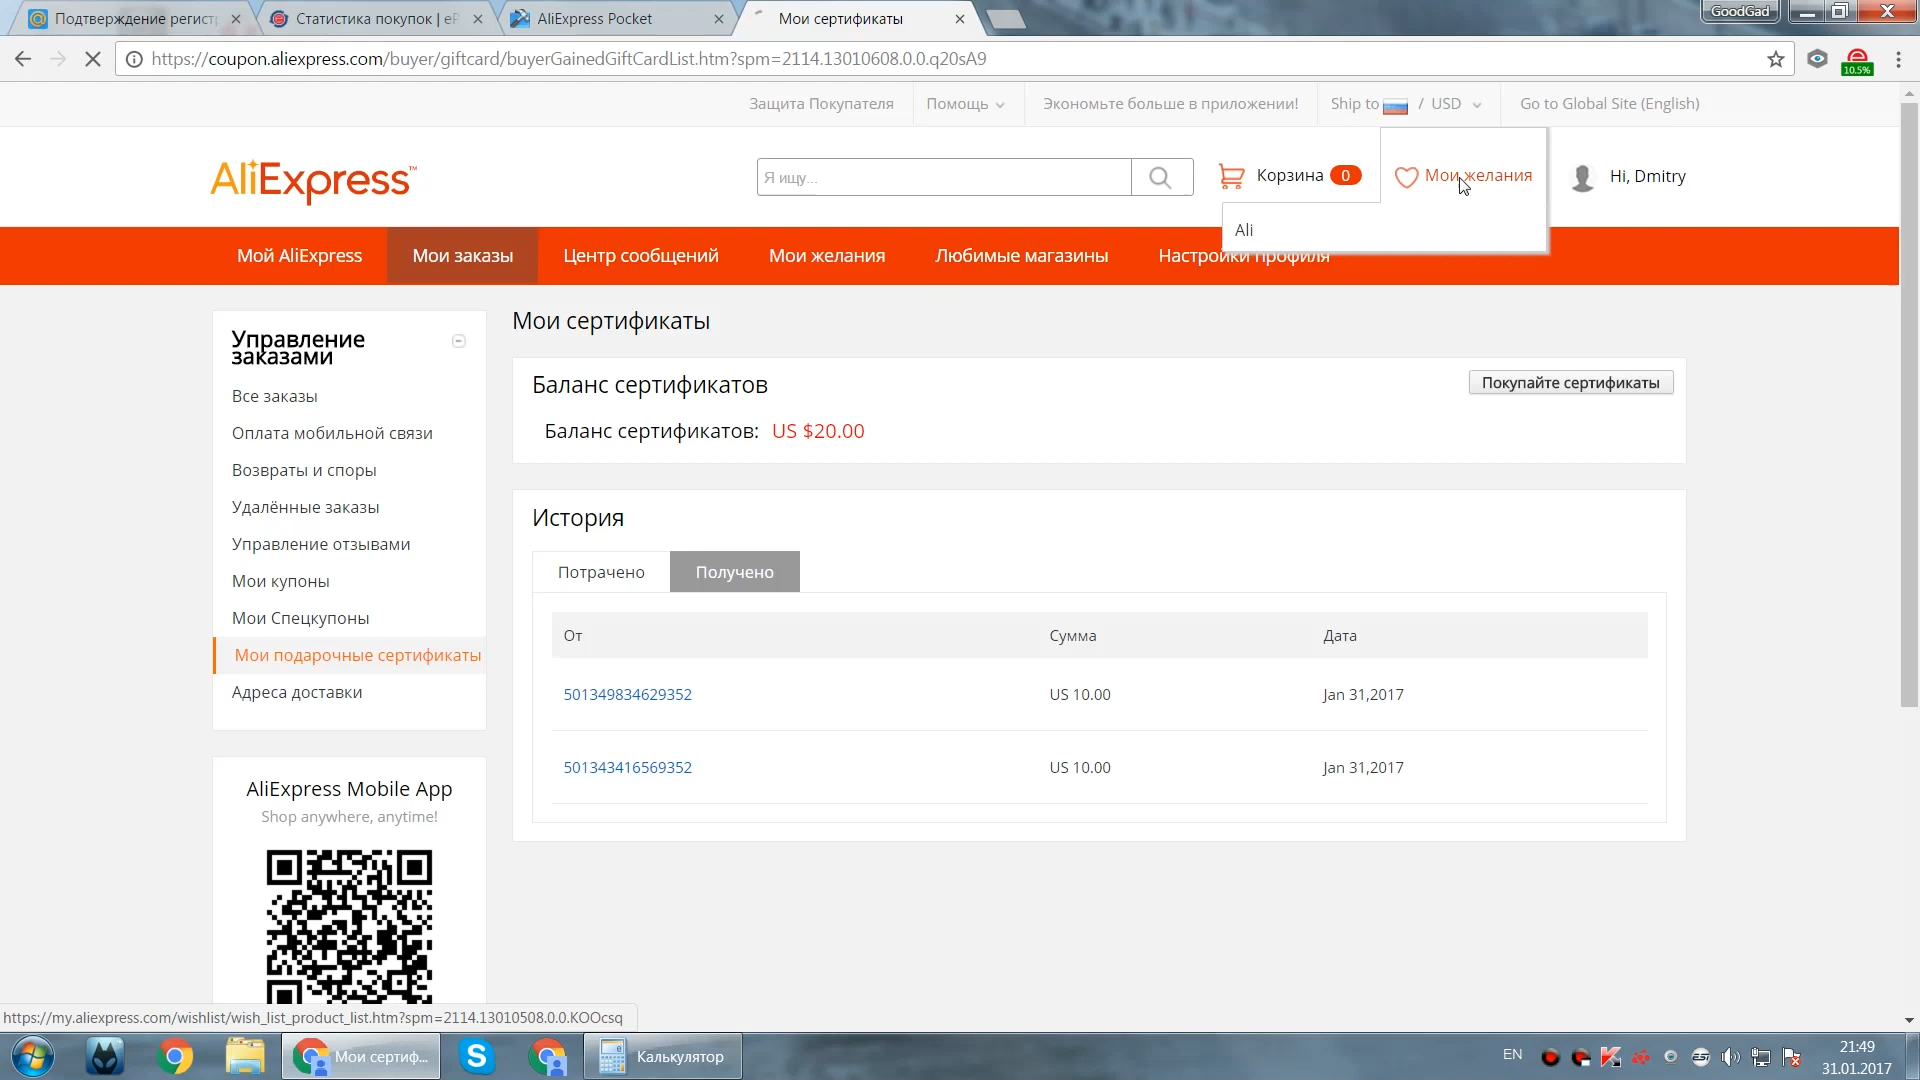 Подтверждение регистр
Статистика покупок | eP
AliExpress Pocket
Мои сертификаты
GoodGad
https://coupon.aliexpress.com/buyer/giftcard/buyerGainedGiftCardList.htm?spm=2114.13010608.0.0.q20sA9
10.5%
Защита Покупателя
Помощь
Экономьте больше в приложении!
Ship to / USD
Go to Global Site (English)
AliExpress™
Я ищу...
Корзина 0
Мои желания
Hi, Dmitry
Ali
Мой AliExpress
Мои заказы
Центр сообщений
Мои желания
Любимые магазины
Настройки профиля
Управление
заказами
Все заказы
Оплата мобильной связи
Возвраты и споры
Удалённые заказы
Управление отзывами
Мои купоны
Мои Спецкупоны
Мои подарочные сертификаты
Адреса доставки
AliExpress Mobile App
Shop anywhere, anytime!
Мои сертификаты
Баланс сертификатов
Покупайте сертификаты
Баланс сертификатов: US $20.00
История
Потрачено
Получено
От Сумма Дата
501349834629352 US 10.00 Jan 31,2017
501343416569352 US 10.00 Jan 31,2017
https://my.aliexpress.com/wishlist/wish_list_product_list.htm?spm=2114.13010508.0.0.KOOcsq
Мои сертиф...
Калькулятор
EN
21:49
31.01.2017